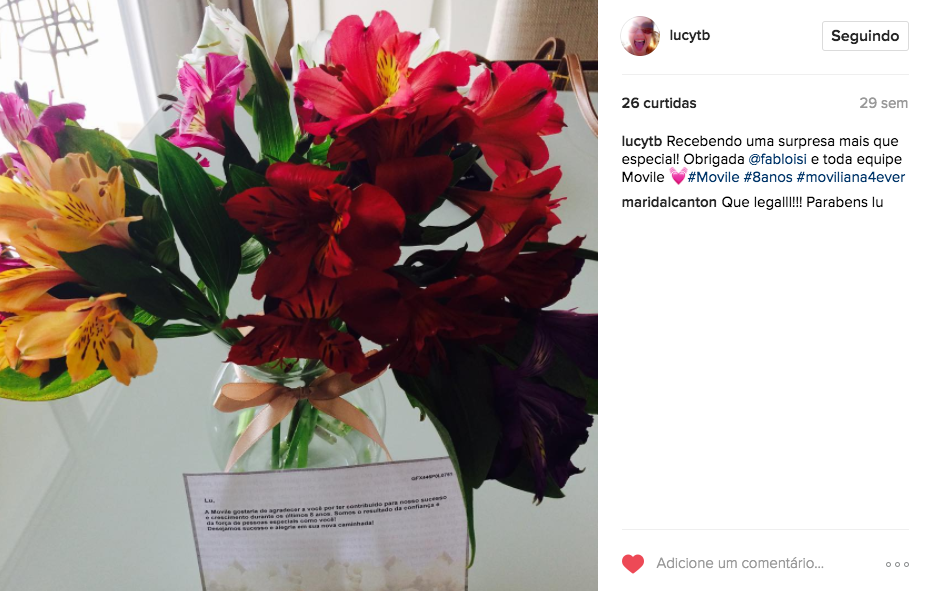 lucytb
Seguindo
26 curtidas
29 sem
lucytb Recebendo uma surpresa mais que
especial! Obrigada @fabloisi e toda equipe
Movile 💓#Movile #8anos #moviliana4ever
maridalcanton Que legalll!!! Parabens lu
Adicione um comentário...
Lu,
A Movile gostaria de agradecer a você por ter contribuído para nosso sucesso
e crescimento durante os últimos 8 anos. Somos o resultado da confiança e
da força de pessoas especiais como você!
Desejamos sucesso e alegria em sua nova caminhada!